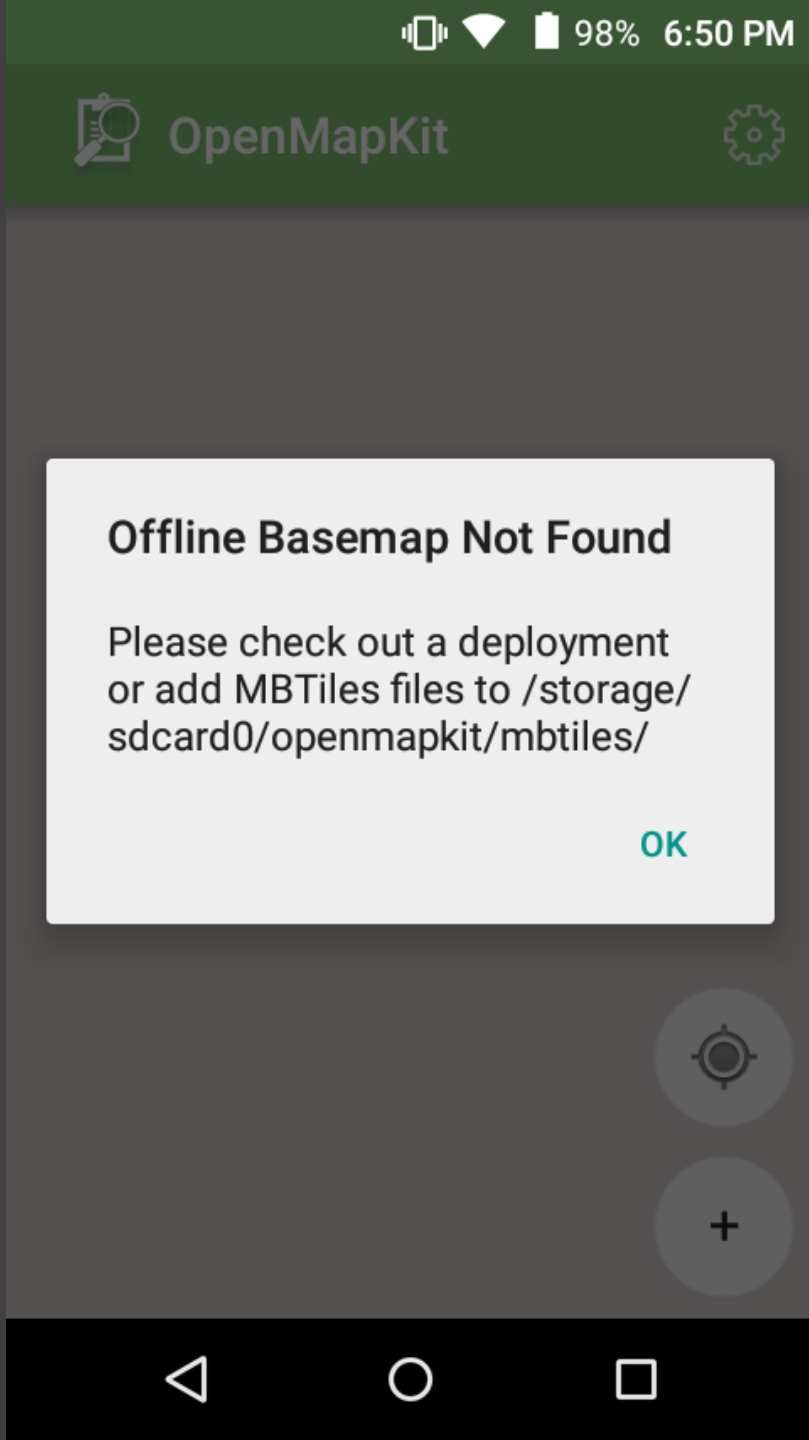 98% 6:50 PM
OpenMapKit
Offline Basemap Not Found
Please check out a deployment
or add MBTiles files to /storage/
sdcard0/openmapkit/mbtiles/
OK
+